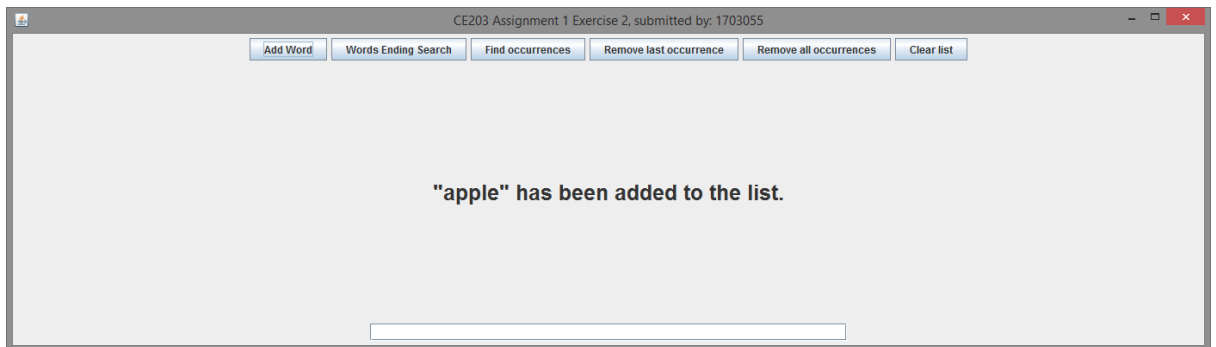 CE203 Assignment 1 Exercise 2, submitted by: 1703055
Add Word Words Ending Search Find occurrences Remove last occurrence Remove all occurrences Clear list
"apple" has been added to the list.